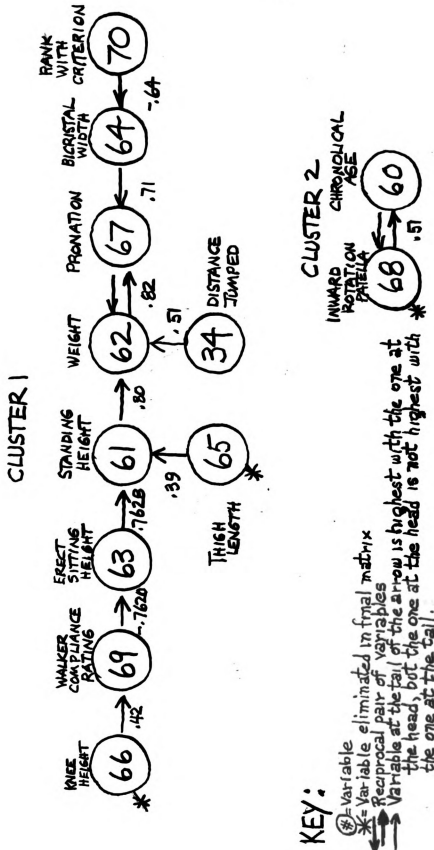 CLUSTER 1
KNEE
HEIGHT
66
*
.42
WALKER
COMPLIANCE
RATING
69
-.7620
ERECT
SITTING
HEIGHT
63
.7628
STANDING
HEIGHT
61
.80
WEIGHT
62
.82
PRONATION
67
.71
BICRISTAL
WIDTH
64
-.64
RANK
WITH
CRITERION
70
.39
65
*
THIGH
LENGTH
.51
34
DISTANCE
JUMPED
CLUSTER 2
INWARD
ROTATION
PATELLA
68
*
.51
CHRONOLICAL
AGE
60
KEY:
# = Variable
* = Variable eliminated in final matrix
Reciprocal pair of variables
Variable at the tail of the arrow is highest with the one at
the head, but the one at the head is not highest with
the one at the tail.